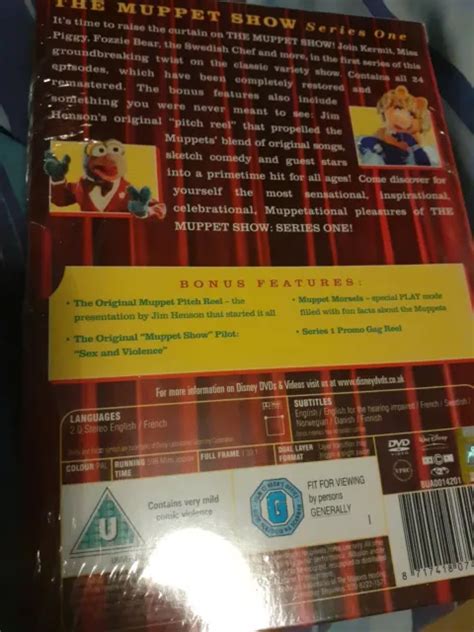 THE MUPPET SHOW Series One
It's time to raise the curtain on THE MUPPET SHOW! Join Kermit, Miss
Piggy, Fozzie Bear, the Swedish Chef and more, in the first series of this
groundbreaking twist on the classic variety show. Contains all 24
episodes, which have been completely restored and
remastered. The bonus features also include
something you were never meant to see: Jim
Henson's original "pitch reel" that propelled the
Muppets' blend of original songs,
sketch comedy and guest stars
into a primetime hit for all ages! Come discover for
yourself the most sensational, inspirational,
celebrational, Muppetational pleasures of THE
MUPPET SHOW: SERIES ONE!
BONUS FEATURES:
• The Original Muppet Pitch Reel – the
presentation by Jim Henson that started it all
• The Original "Muppet Show" Pilot:
"Sex and Violence"
• Muppet Morsels – special PLAY mode
filled with fun facts about the Muppets
• Series 1 Promo Gag Reel
For more information on Disney DVDs & Videos visit us at www.disneydvds.co.uk
LANGUAGES
2.0 Stereo English / French
SUBTITLES
English / English for the hearing impaired / French / Swedish /
Norwegian / Danish / Finnish
COLOUR PAL
RUNNING TIME
Mins approx
FULL FRAME
DUAL LAYER FORMAT
DVD VIDEO
U
Contains very mild
comic violence
G
FIT FOR VIEWING
by persons
GENERALLY
BUA0014201